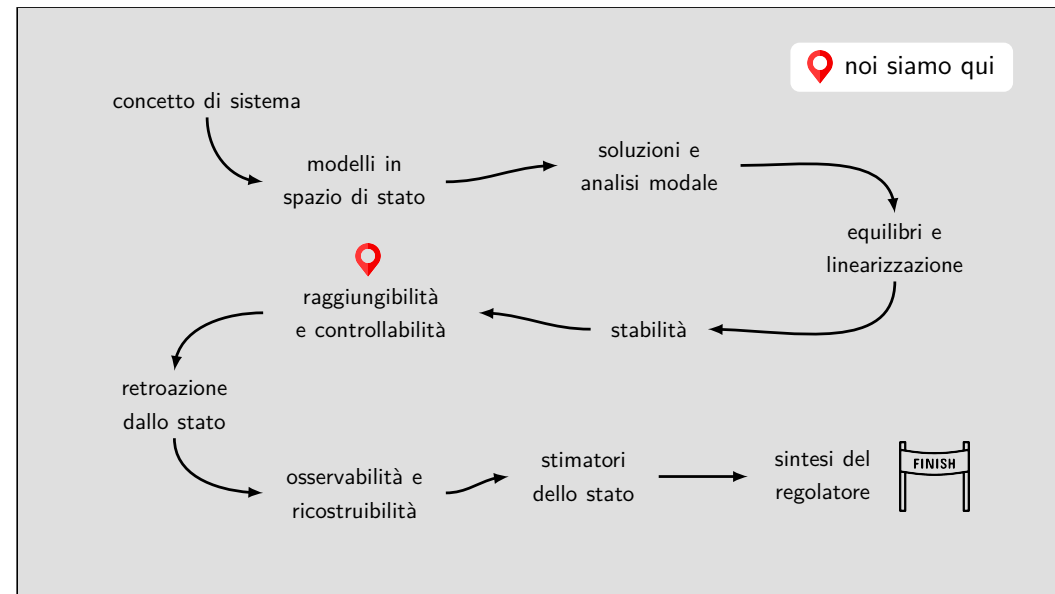 noi siamo qui
concetto di sistema
modelli in
spazio di stato
soluzioni e
analisi modale
equilibri e
linearizzazione
stabilità
raggiungibilità
e controllabilità
retroazione
dallo stato
osservabilità e
ricostruibilità
stimatori
dello stato
sintesi del
regolatore
FINISH